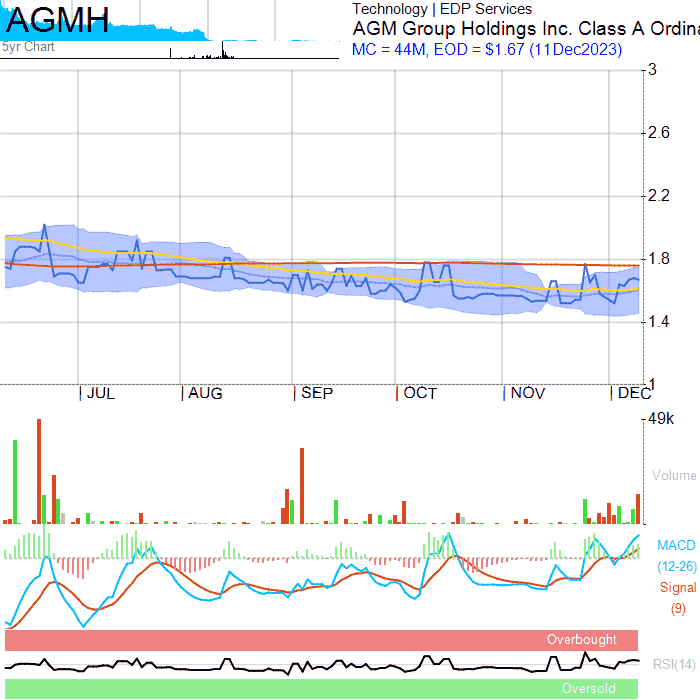 AGMH
5yr Chart
Technology | EDP Services
AGM Group Holdings Inc. Class A Ordina
MC = 44M, EOD = $1.67 (11Dec2023)
3
2.6
2.2
1.8
1.4
1
| JUL | AUG | SEP | OCT | NOV | DEC
49k
Volume
MACD
(12-26)
Signal
(9)
Overbought
RSI(14)
Oversold